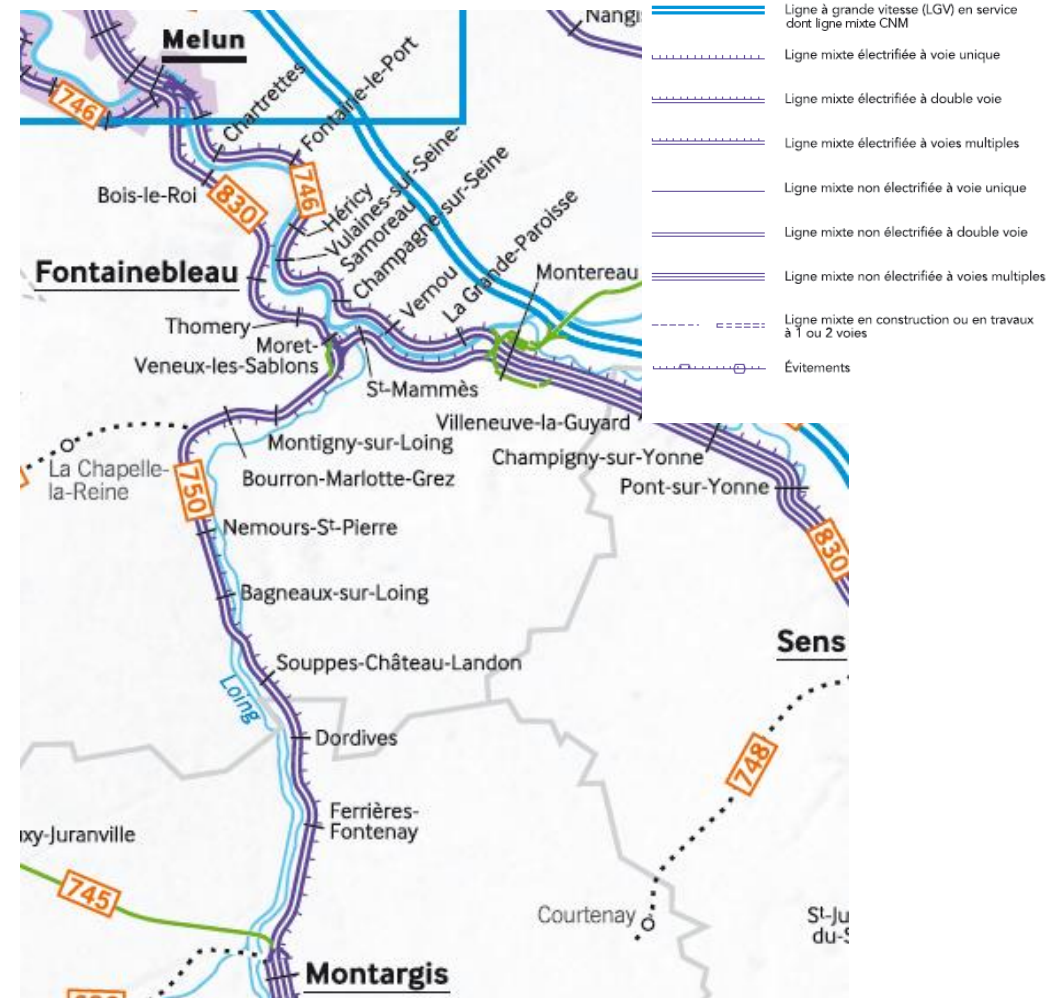 Melun
Nangi
746
Chartrettes
Fontaine-le-Port
Bois-le-Roi
830
746
Héricy
Vulaines-sur-Seine-
Samoreau
Champagne-sur-Seine
Fontainebleau
Vernou
La Grande-Paroisse
Montereau
Thomery
Moret-
Veneux-les-Sablons
St-Mammès
Villeneuve-la-Guyard
Montigny-sur-Loing
Champigny-sur-Yonne
La Chapelle-
la-Reine
Bourron-Marlotte-Grez
Pont-sur-Yonne
750
Nemours-St-Pierre
830
Bagneaux-sur-Loing
Sens
Souppes-Château-Landon
Loing
Dordives
748
Ferrières-
Fontenay
xy-Juranville
745
Courtenay
St-Ju
du-S
Montargis
Ligne à grande vitesse (LGV) en service
dont ligne mixte CNM
Ligne mixte électrifiée à voie unique
Ligne mixte électrifiée à double voie
Ligne mixte électrifiée à voies multiples
Ligne mixte non électrifiée à voie unique
Ligne mixte non électrifiée à double voie
Ligne mixte non électrifiée à voies multiples
Ligne mixte en construction ou en travaux
à 1 ou 2 voies
Évitements